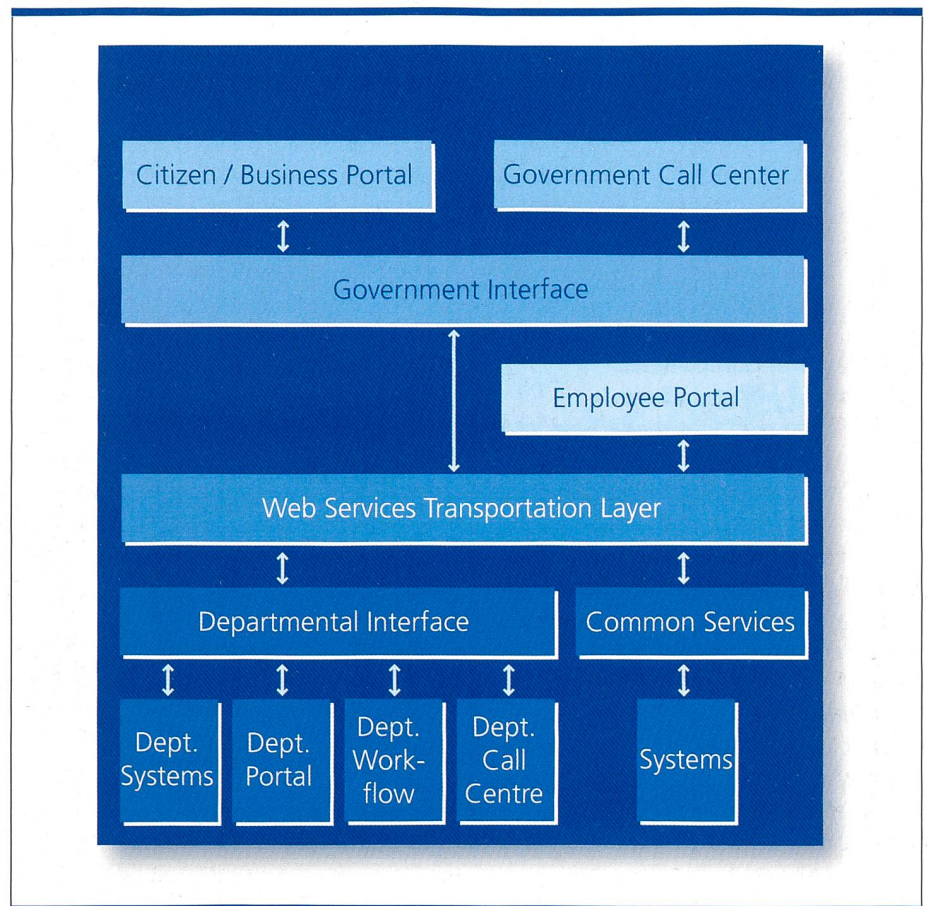 Citizen / Business Portal
Government Call Center
Government Interface
Employee Portal
Web Services Transportation Layer
Departmental Interface
Common Services
Dept.
Systems
Dept.
Portal
Dept.
Work-
flow
Dept.
Call
Centre
Systems